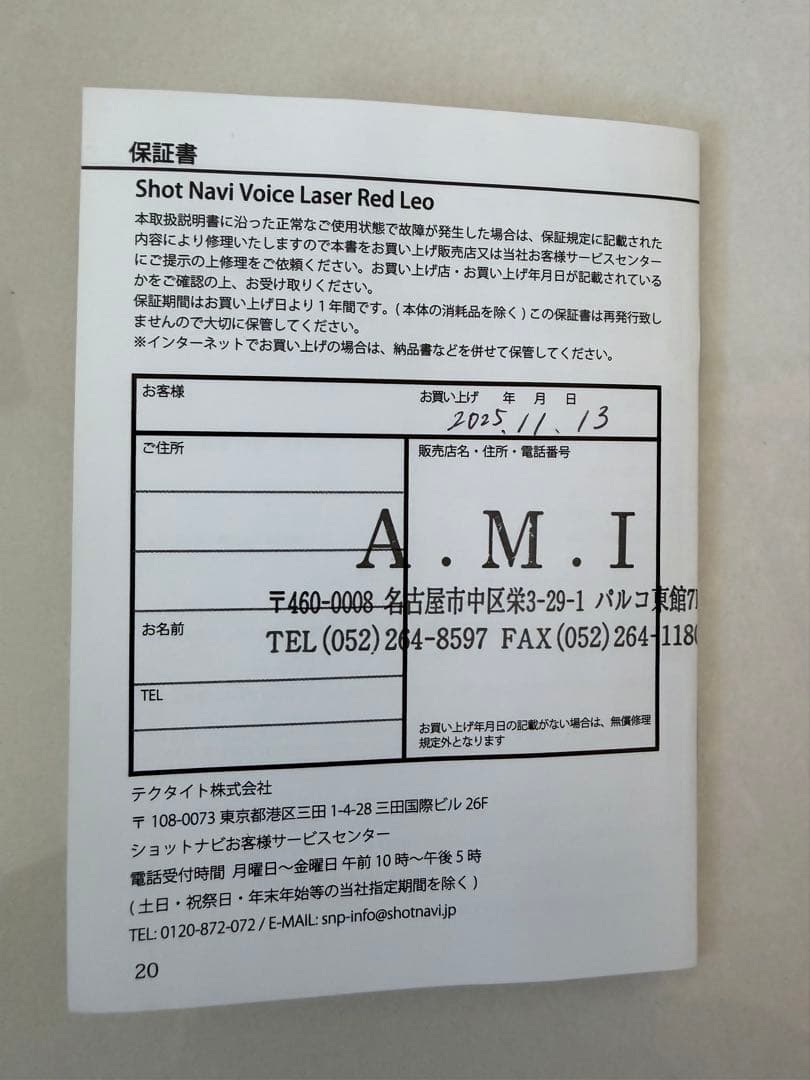 保証書
Shot Navi Voice Laser Red Leo
本取扱説明書に沿った正常なご使用状態で故障が発生した場合は、保証規定に記載された
内容により修理いたしますので本書をお買い上げ販売店又は当社お客様サービスセンター
にご提示の上修理をご依頼ください。お買い上げ店・お買い上げ年月日が記載されている
かをご確認の上、お受け取りください。
保証期間はお買い上げ日より1年間です。(本体の消耗品を除く)この保証書は再発行致し
ませんので大切に保管してください。
※インターネットでお買い上げの場合は、納品書などを併せて保管してください。
お客様
お買い上げ 年 月 日
2025.11.13
ご住所
販売店名・住所・電話番号
A.M.I
〒460-0008 名古屋市中区栄3-29-1 パルコ東館7
TEL(052)264-8597 FAX(052)264-1180
お名前
TEL
お買い上げ年月日の記載がない場合は、無償修理
規定外となります
テクタイト株式会社
〒108-0073 東京都港区三田1-4-28 三田国際ビル 26F
ショットナビお客様サービスセンター
電話受付時間 月曜日〜金曜日 午前10時〜午後5時
(土日・祝祭日・年末年始等の当社指定期間を除く)
TEL: 0120-872-072 / E-MAIL: snp-info@shotnavi.jp
20